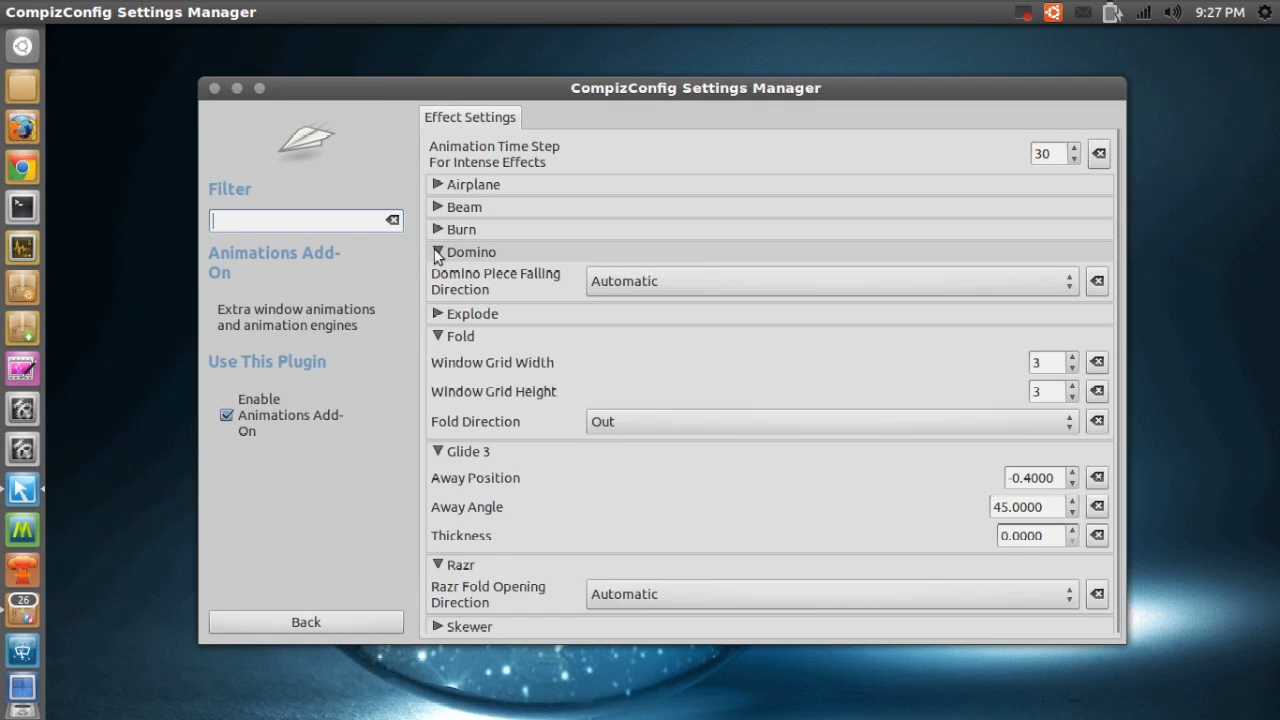 CompizConfig Settings Manager
9:27 PM
CompizConfig Settings Manager
Effect Settings
Filter
Animations Add-
On
Extra window animations
and animation engines
Use This Plugin
Enable
Animations Add-
On
Back
Animation Time Step
For Intense Effects
30
Airplane
Beam
Burn
Domino
Domino Piece Falling
Direction
Automatic
Explode
Fold
Window Grid Width
3
Window Grid Height
3
Fold Direction
Out
Glide 3
Away Position
-0.4000
Away Angle
45.0000
Thickness
0.0000
Razr
Razr Fold Opening
Direction
Automatic
Skewer
26